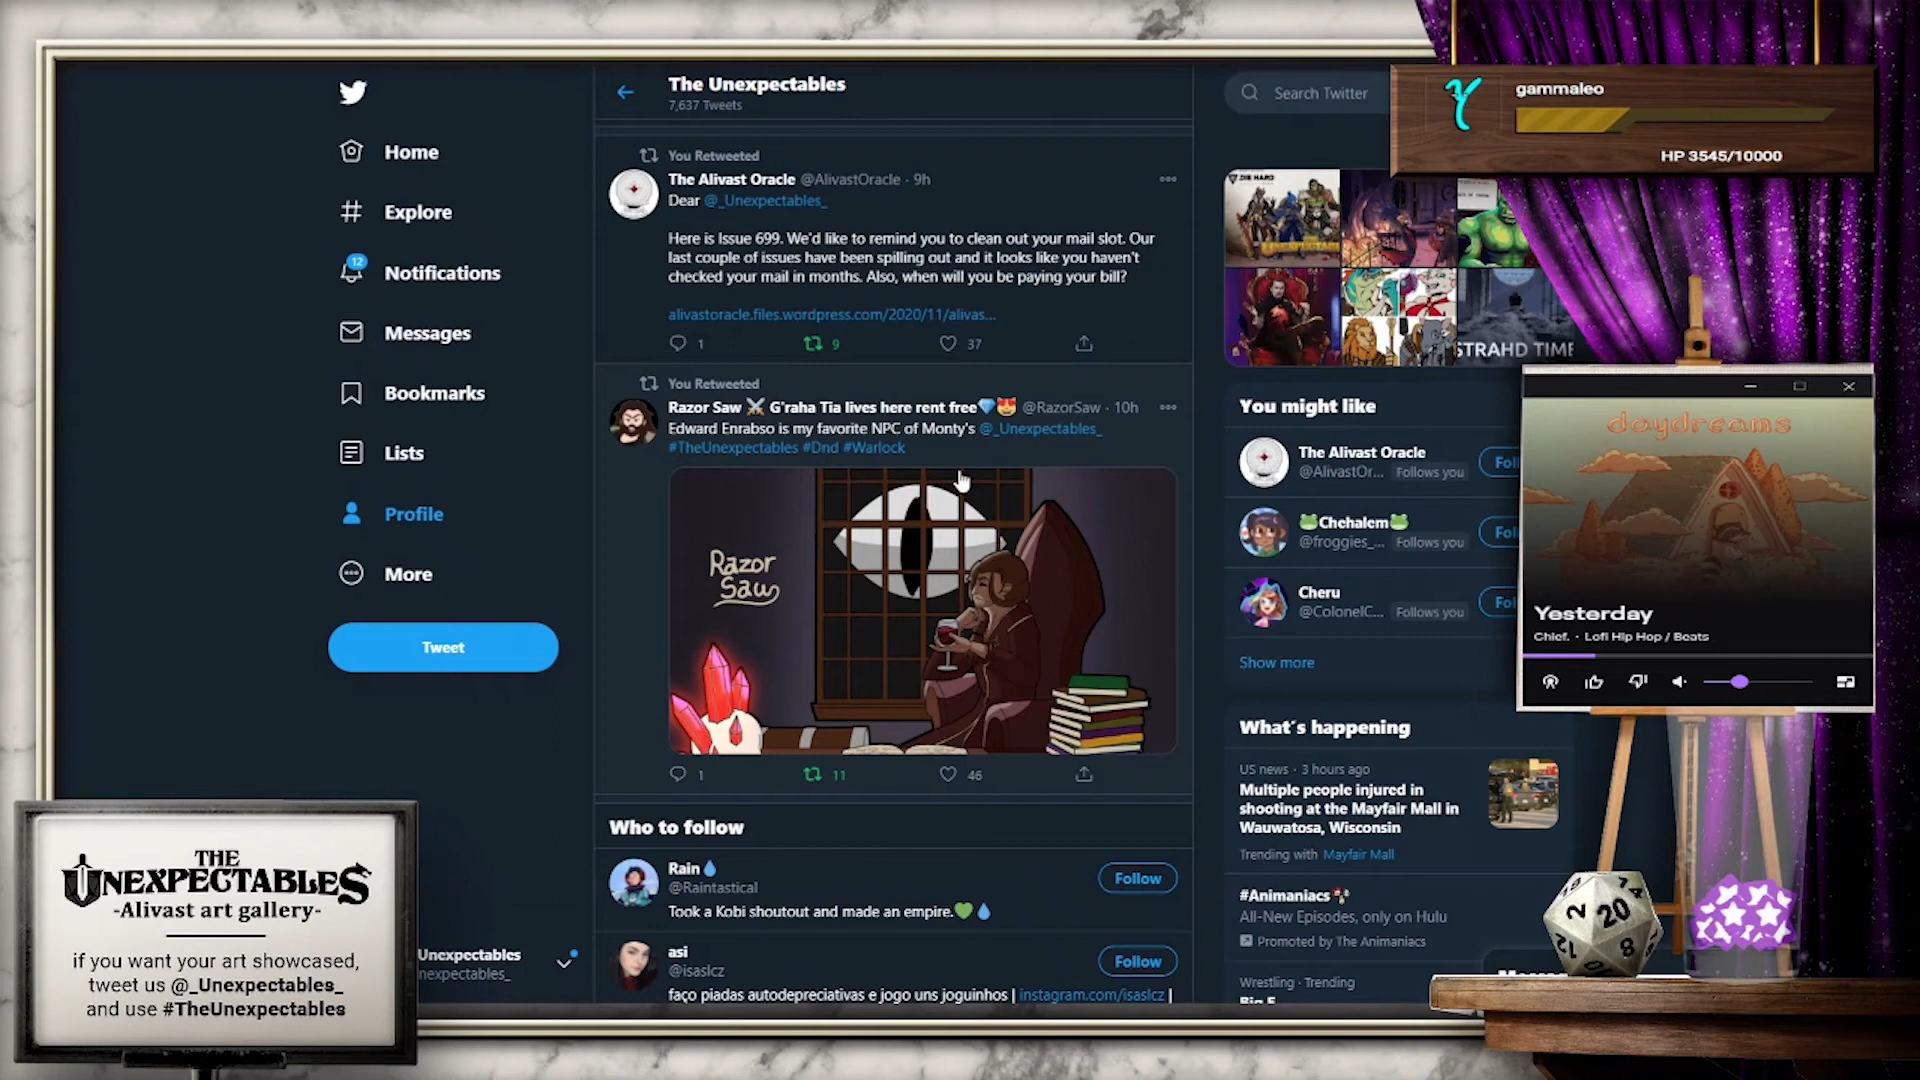 The Unexpectables
7,637 Tweets
Search Twitter
gammaleo
HP 3545/10000
Home
Explore
12
Notifications
Messages
Bookmarks
Lists
Profile
More
Tweet
You Retweeted
The Alivast Oracle @AlivastOracle · 9h
Dear @_Unexpectables_
Here is Issue 699. We'd like to remind you to clean out your mail slot. Our
last couple of issues have been spilling out and it looks like you haven't
checked your mail in months. Also, when will you be paying your bill?
alivastoracle.files.wordpress.com/2020/11/alivas...
1 9 37
You Retweeted
Razor Saw ⚔ G'raha Tia lives here rent free💎😻 @RazorSaw · 10h
Edward Enrabso is my favorite NPC of Monty's @_Unexpectables_
#TheUnexpectables #Dnd #Warlock
Razor
Saw
1 11 46
Who to follow
Rain💧
@Raintastical
Follow
Took a Kobi shoutout and made an empire.💚💧
asi
@isaslcz
Follow
faço piadas autodepreciativas e jogo uns joguinhos | instagram.com/isaslcz |
DIE HARD
STRAHD TIME
You might like
The Alivast Oracle
@AlivastOr... Follows you
Fol
🐸Chehalem🐸
@froggies_... Follows you
Fol
Cheru
@ColonelC... Follows you
Fol
Show more
What's happening
US news · 3 hours ago
Multiple people injured in
shooting at the Mayfair Mall in
Wauwatosa, Wisconsin
Trending with Mayfair Mall
#Animaniacs
All-New Episodes, only on Hulu
Promoted by The Animaniacs
Wrestling · Trending
Big E
daydreams
Yesterday
Chief. · Lofi Hip Hop / Beats
THE
UNEXPECTABLES
-Alivast art gallery-
if you want your art showcased,
tweet us @_Unexpectables_
and use #TheUnexpectables
Unexpectables
nexpectables_
2 20 8 12